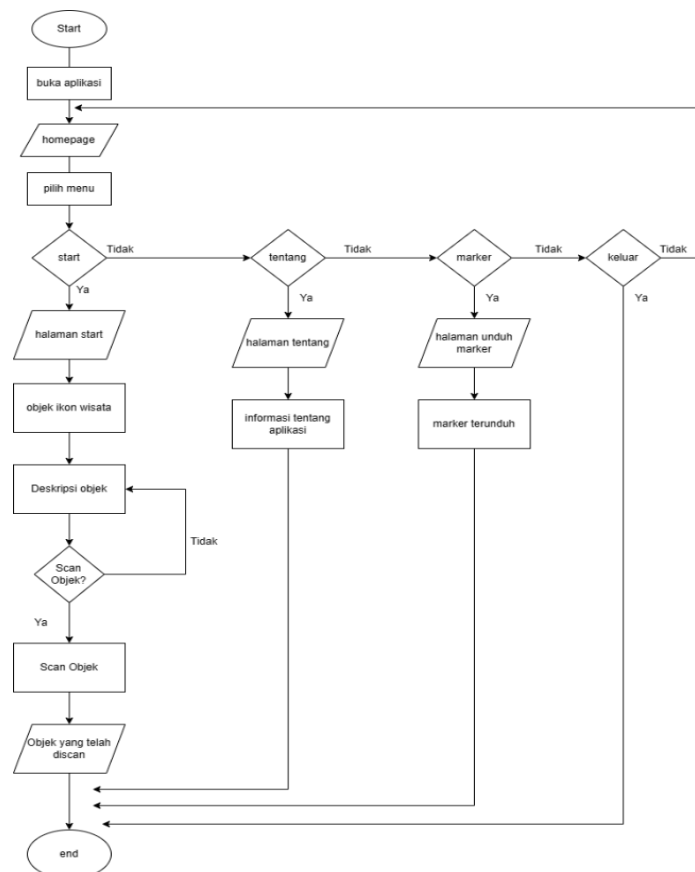 Start
buka aplikasi
homepage
pilih menu
start
Tidak
tentang
Tidak
marker
Tidak
keluar
Tidak
Ya
Ya
Ya
Ya
halaman start
halaman tentang
halaman unduh
marker
objek ikon wisata
informasi tentang
aplikasi
marker terunduh
Deskripsi objek
Tidak
Scan
Objek?
Ya
Scan Objek
Objek yang telah
discan
end